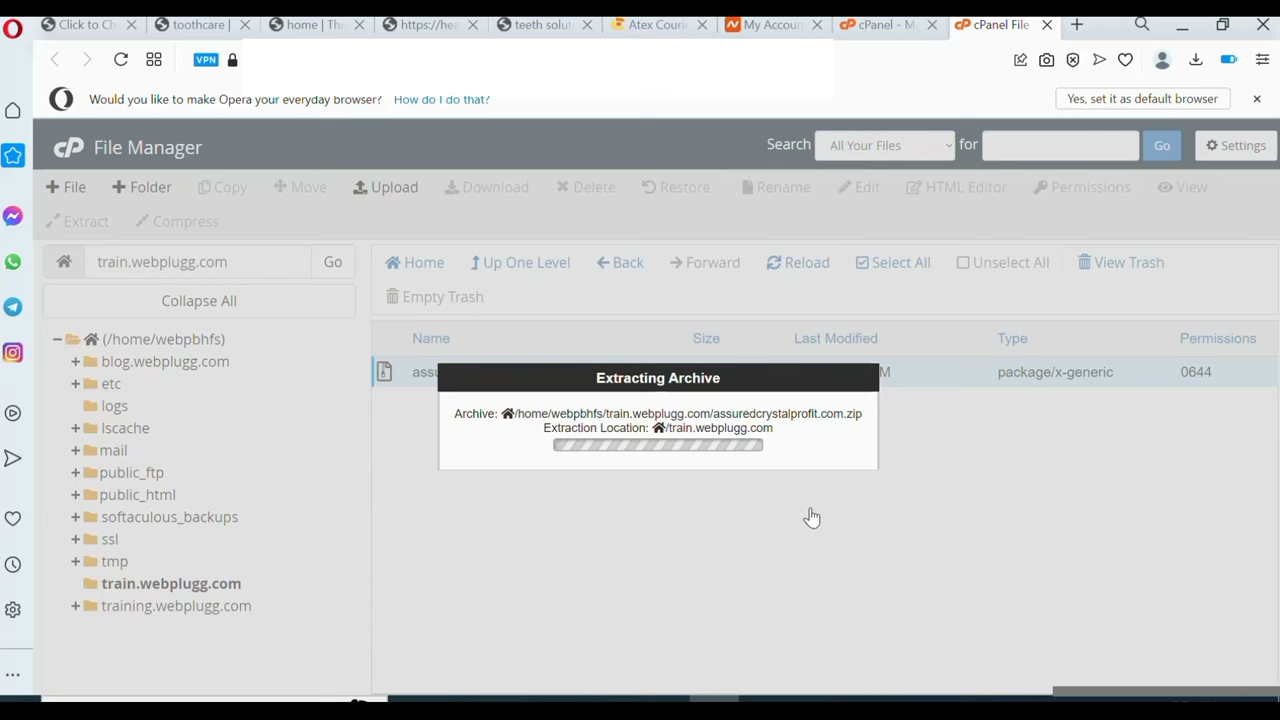 Click to Ch
toothcare |
home | Thr
https://hea
teeth solut
Atex Couri
My Accoun
cPanel - M
cPanel File
VPN
Would you like to make Opera your everyday browser? How do I do that?
Yes, set it as default browser
cP File Manager
Search All Your Files for Go Settings
+ File + Folder Copy Move Upload Download Delete Restore Rename Edit HTML Editor Permissions View
Extract Compress
train.webplugg.com Go
Home Up One Level Back Forward Reload Select All Unselect All View Trash
Collapse All
Empty Trash
Name Size Last Modified Type Permissions
(/home/webpbhfs)
blog.webplugg.com
etc
logs
lscache
mail
public_ftp
public_html
softaculous_backups
ssl
tmp
train.webplugg.com
training.webplugg.com
assu M package/x-generic 0644
Extracting Archive
Archive: /home/webpbhfs/train.webplugg.com/assuredcrystalprofit.com.zip
Extraction Location: /train.webplugg.com